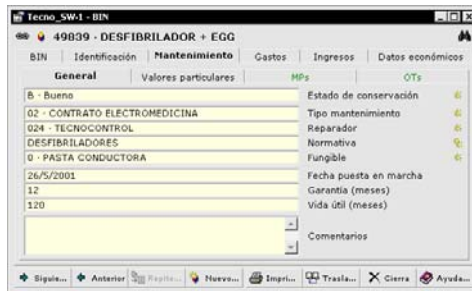 Tecno_SW-1 - BIN
49839 - DESFIBRILADOR + EGG
BIN Identificación Mantenimiento Gastos Ingresos Datos económicos
General Valores particulares MPs OTs
B - Bueno Estado de conservación
02 - CONTRATO ELECTROMEDICINA Tipo mantenimiento
024 - TECNOCONTROL Reparador
DESFIBRILADORES Normativa
0 - PASTA CONDUCTORA Fungible
26/5/2001 Fecha puesta en marcha
12 Garantía (meses)
120 Vida útil (meses)
Comentarios
Siguie... Anterior Repite... Nuevo... Impri... Trasla... Cierra Ayuda...